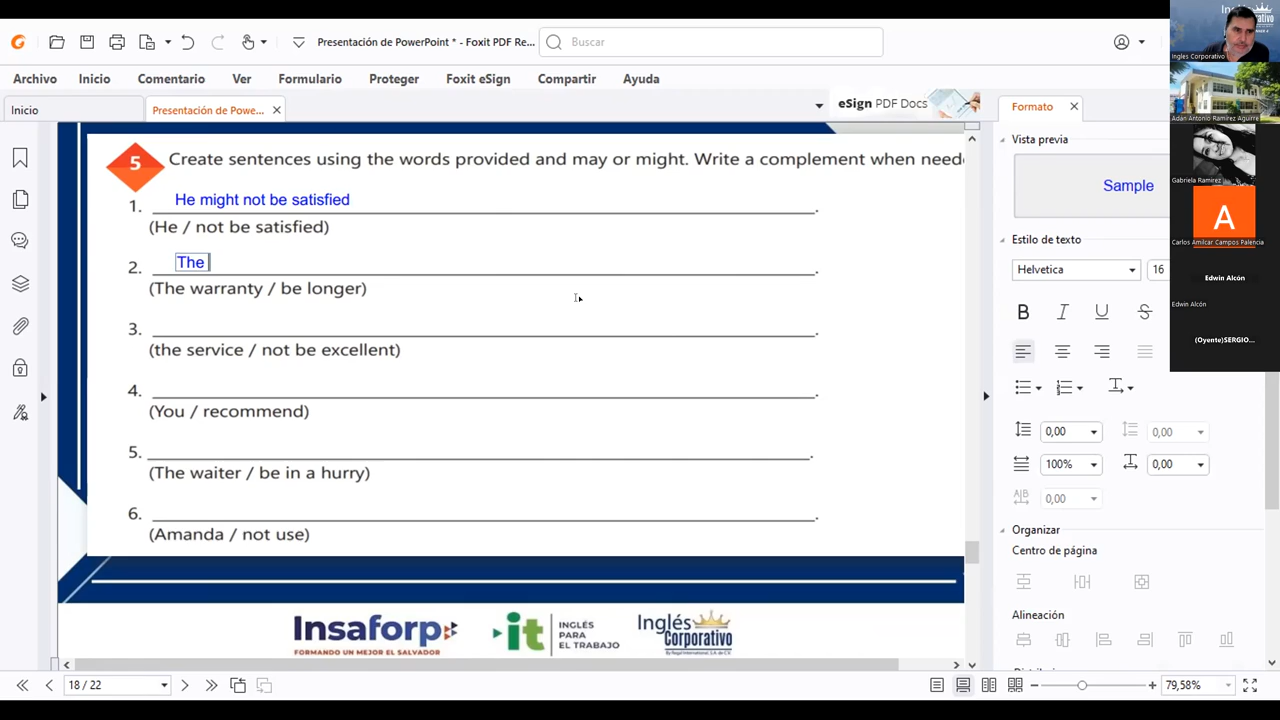 Presentación de PowerPoint * - Foxit PDF Re...
Buscar
Archivo Inicio Comentario Ver Formulario Proteger Foxit eSign Compartir Ayuda
Inicio
Presentación de Powe...
eSign PDF Docs
5 Create sentences using the words provided and may or might. Write a complement when need
He might not be satisfied
1. .
(He / not be satisfied)
The
2. .
(The warranty / be longer)
3. .
(the service / not be excellent)
4. .
(You / recommend)
5. .
(The waiter / be in a hurry)
6. .
(Amanda / not use)
Insaforp
FORMANDO UN MEJOR EL SALVADOR
it
INGLÉS
PARA
EL TRABAJO
Inglés
Corporativo
18 / 22
79,58%
Formato
Vista previa
Sample
Estilo de texto
Helvetica 16
0,00 0,00
100% 0,00
0,00
Organizar
Centro de página
Alineación
Ingles Corporativo
Adan Antonio Ramirez Aguirre
Gabriela Ramirez
A
Carlos Amilcar Campos Palencia
Edwin Alcón
Edwin Alcón
(Oyente)SERGIO...